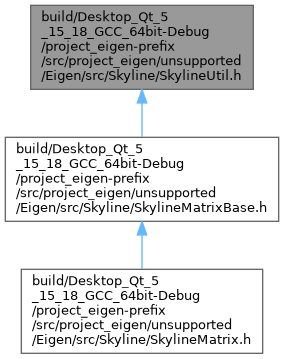 build/Desktop_Qt_5
_15_18_GCC_64bit-Debug
/project_eigen-prefix
/src/project_eigen/unsupported
/Eigen/src/Skyline/SkylineUtil.h
build/Desktop_Qt_5
_15_18_GCC_64bit-Debug
/project_eigen-prefix
/src/project_eigen/unsupported
/Eigen/src/Skyline/SkylineMatrixBase.h
build/Desktop_Qt_5
_15_18_GCC_64bit-Debug
/project_eigen-prefix
/src/project_eigen/unsupported
/Eigen/src/Skyline/SkylineMatrix.h